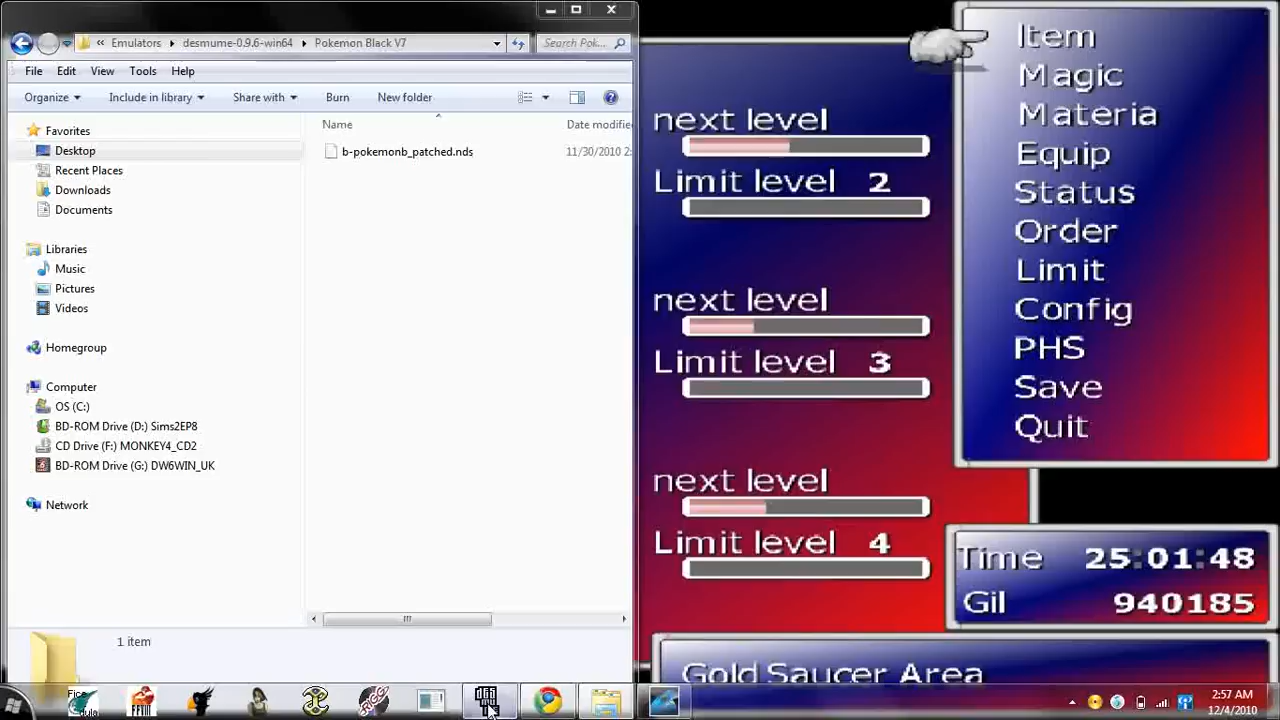 Emulators
desmume-0.9.6-win64
Pokemon Black V7
Search Pok...
File
Edit
View
Tools
Help
Organize
Include in library
Share with
Burn
New folder
Name
Date modifie
Favorites
Desktop
Recent Places
Downloads
Documents
Libraries
Music
Pictures
Videos
Homegroup
Computer
OS (C:)
BD-ROM Drive (D:) Sims2EP8
CD Drive (F:) MONKEY4_CD2
BD-ROM Drive (G:) DW6WIN_UK
Network
b-pokemonb_patched.nds
11/30/2010 2:
1 item
next level
Limit level 2
next level
Limit level 3
next level
Limit level 4
Item
Magic
Materia
Equip
Status
Order
Limit
Config
PHS
Save
Quit
Time 25:01:48
Gil 940185
Gold Saucer Area
2:57 AM
12/4/2010